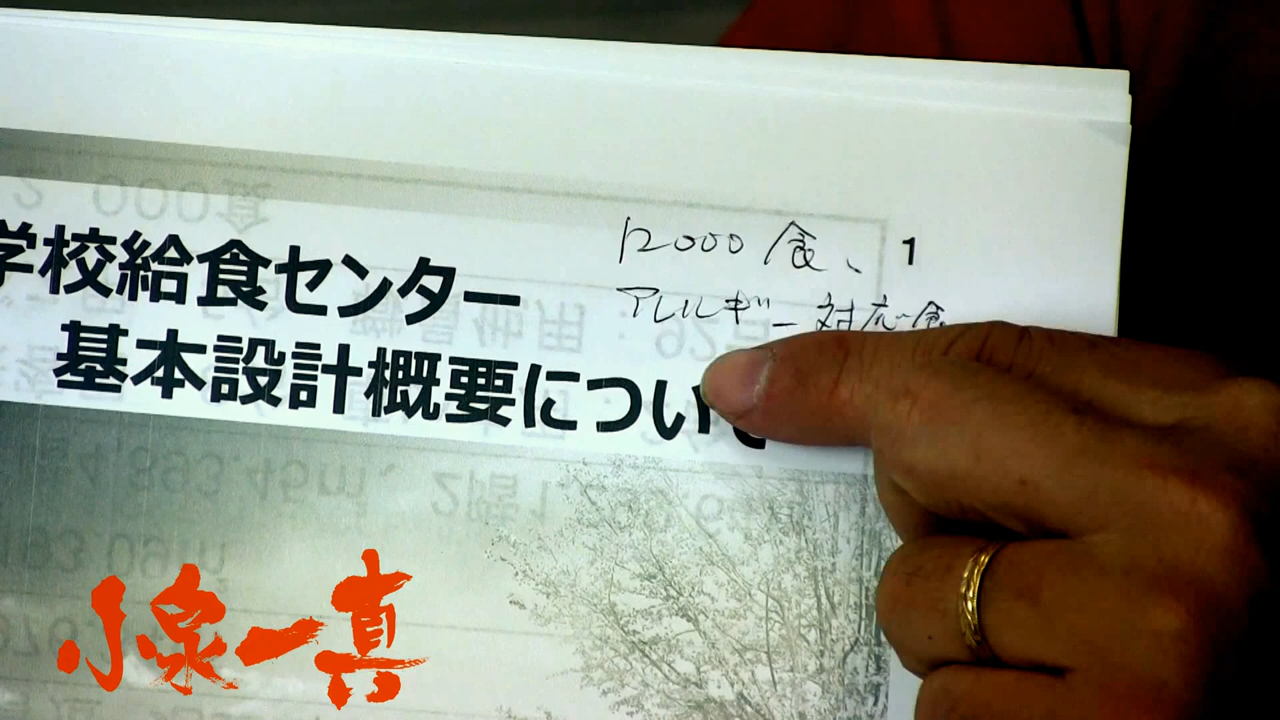 学校給食センター
基本設計概要について
12000食、
アレルギー対応食
1
小泉一真